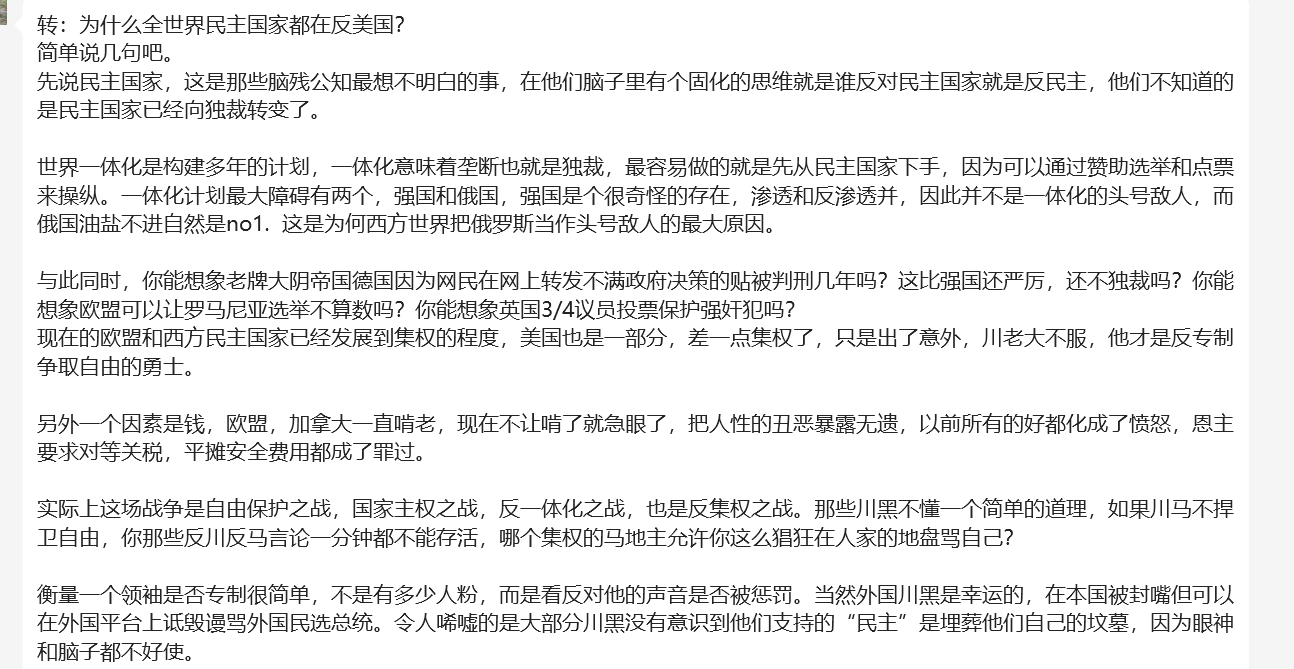 转：为什么全世界民主国家都在反美国？
简单说几句吧。
先说民主国家，这是那些脑残公知最想不明白的事，在他们脑子里有个固化的思维就是谁反对民主国家就是反民主，他们不知道的
是民主国家已经向独裁转变了。
世界一体化是构建多年的计划，一体化意味着垄断也就是独裁，最容易做的就是先从民主国家下手，因为可以通过赞助选举和点票
来操纵。一体化计划最大障碍有两个，强国和俄国，强国是个很奇怪的存在，渗透和反渗透并，因此并不是一体化的头号敌人，而
俄国油盐不进自然是no1．这是为何西方世界把俄罗斯当作头号敌人的最大原因。
与此同时，你能想象老牌大阴帝国德国因为网民在网上转发不满政府决策的贴被判刑几年吗？这比强国还严厉，还不独裁吗？你能
想象欧盟可以让罗马尼亚选举不算数吗？你能想象英国3/4议员投票保护强奸犯吗？
现在的欧盟和西方民主国家已经发展到集权的程度，美国也是一部分，差一点集权了，只是出了意外，川老大不服，他才是反专制
争取自由的勇士。
另外一个因素是钱，欧盟，加拿大一直啃老，现在不让啃了就急眼了，把人性的丑恶暴露无遗，以前所有的好都化成了愤怒，恩主
要求对等关税，平摊安全费用都成了罪过。
实际上这场战争是自由保护之战，国家主权之战，反一体化之战，也是反集权之战。那些川黑不懂一个简单的道理，如果川马不捍
卫自由，你那些反川反马言论一分钟都不能存活，哪个集权的马地主允许你这么猖狂在人家的地盘骂自己？
衡量一个领袖是否专制很简单，不是有多少人粉，而是看反对他的声音是否被惩罚。当然外国川黑是幸运的，在本国被封嘴但可以
在外国平台上诋毁谩骂外国民选总统。令人唏嘘的是大部分川黑没有意识到他们支持的“民主”是埋葬他们自己的坟墓，因为眼神
和脑子都不好使。